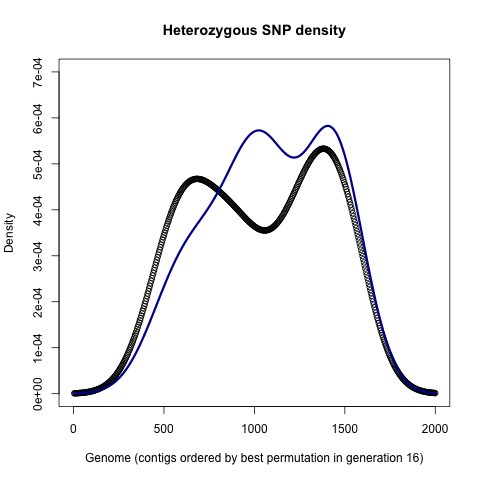 Heterozygous SNP density
7e-04
6e-04
5e-04
4e-04
3e-04
2e-04
1e-04
0e+00
Density
0 500 1000 1500 2000
Genome (contigs ordered by best permutation in generation 16)